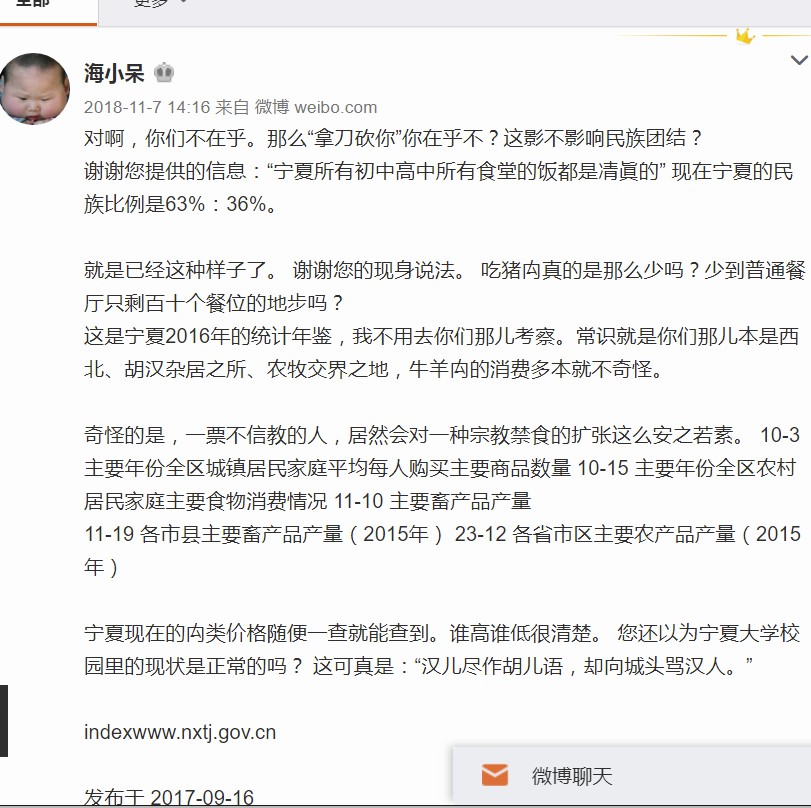 全部
更多
海小呆
2018-11-7 14:16 来自 微博 weibo.com
对啊，你们不在乎。那么“拿刀砍你”你在乎不？这影不影响民族团结？
谢谢您提供的信息：“宁夏所有初中高中所有食堂的饭都是清眞的” 现在宁夏的民
族比例是63%：36%。
就是已经这种样子了。 谢谢您的现身说法。 吃猪禸真的是那么少吗？少到普通餐
厅只剩百十个餐位的地步吗？
这是宁夏2016年的统计年鉴，我不用去你们那儿考察。常识就是你们那儿本是西
北、胡汉杂居之所、农牧交界之地，牛羊禸的消费多本就不奇怪。
奇怪的是，一票不信教的人，居然会对一种宗教禁食的扩张这么安之若素。 10-3
主要年份全区城镇居民家庭平均每人购买主要商品数量 10-15 主要年份全区农村
居民家庭主要食物消费情况 11-10 主要畜产品产量
11-19 各市县主要畜产品产量（2015年） 23-12 各省市区主要农产品产量（2015
年）
宁夏现在的禸类价格随便一查就能查到。谁高谁低很清楚。 您还以为宁夏大学校
园里的现状是正常的吗？ 这可真是：“汉儿尽作胡儿语，却向城头骂汉人。”
indexwww.nxtj.gov.cn
微博聊天
发布于 2017-09-16